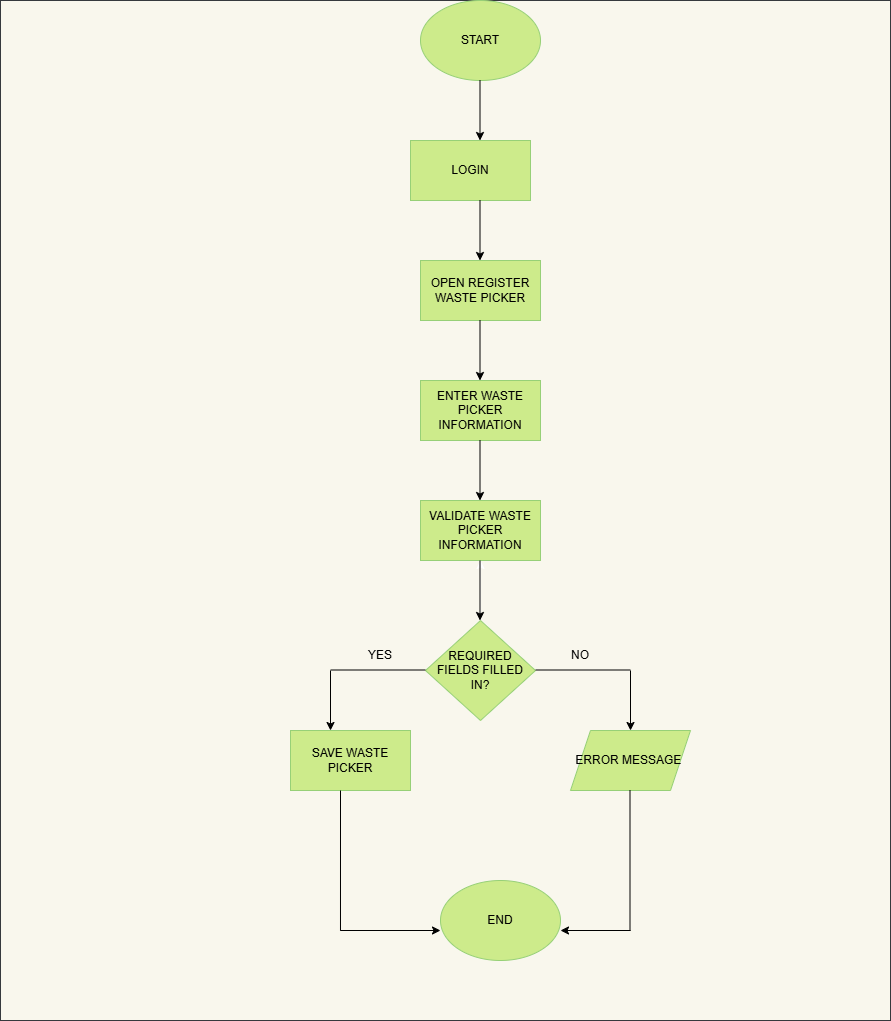 START
LOGIN
OPEN REGISTER
WASTE PICKER
ENTER WASTE
PICKER
INFORMATION
VALIDATE WASTE
PICKER
INFORMATION
YES
REQUIRED
FIELDS FILLED
IN?
NO
SAVE WASTE
PICKER
ERROR MESSAGE
END